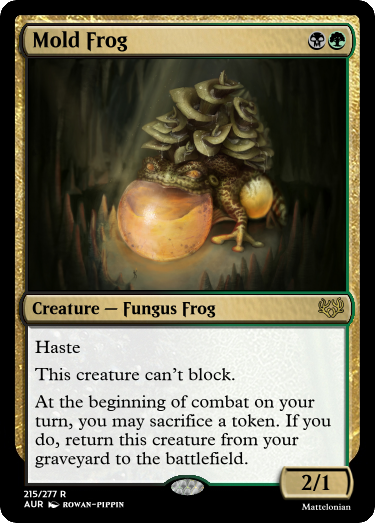 Mold Frog
Creature — Fungus Frog
Haste
This creature can't block.
At the beginning of combat on your
turn, you may sacrifice a token. If you
do, return this creature from your
graveyard to the battlefield.
2/1
215/277 R
AUR ROWAN-PIPPIN
Mattelonian